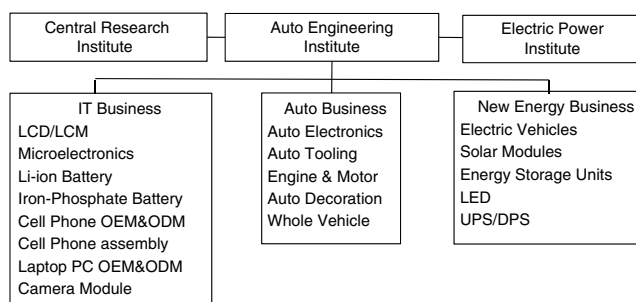 Central Research
Institute
Auto Engineering
Institute
Electric Power
Institute
IT Business
LCD/LCM
Microelectronics
Li-ion Battery
Iron-Phosphate Battery
Cell Phone OEM&ODM
Cell Phone assembly
Laptop PC OEM&ODM
Camera Module
Auto Business
Auto Electronics
Auto Tooling
Engine & Motor
Auto Decoration
Whole Vehicle
New Energy Business
Electric Vehicles
Solar Modules
Energy Storage Units
LED
UPS/DPS